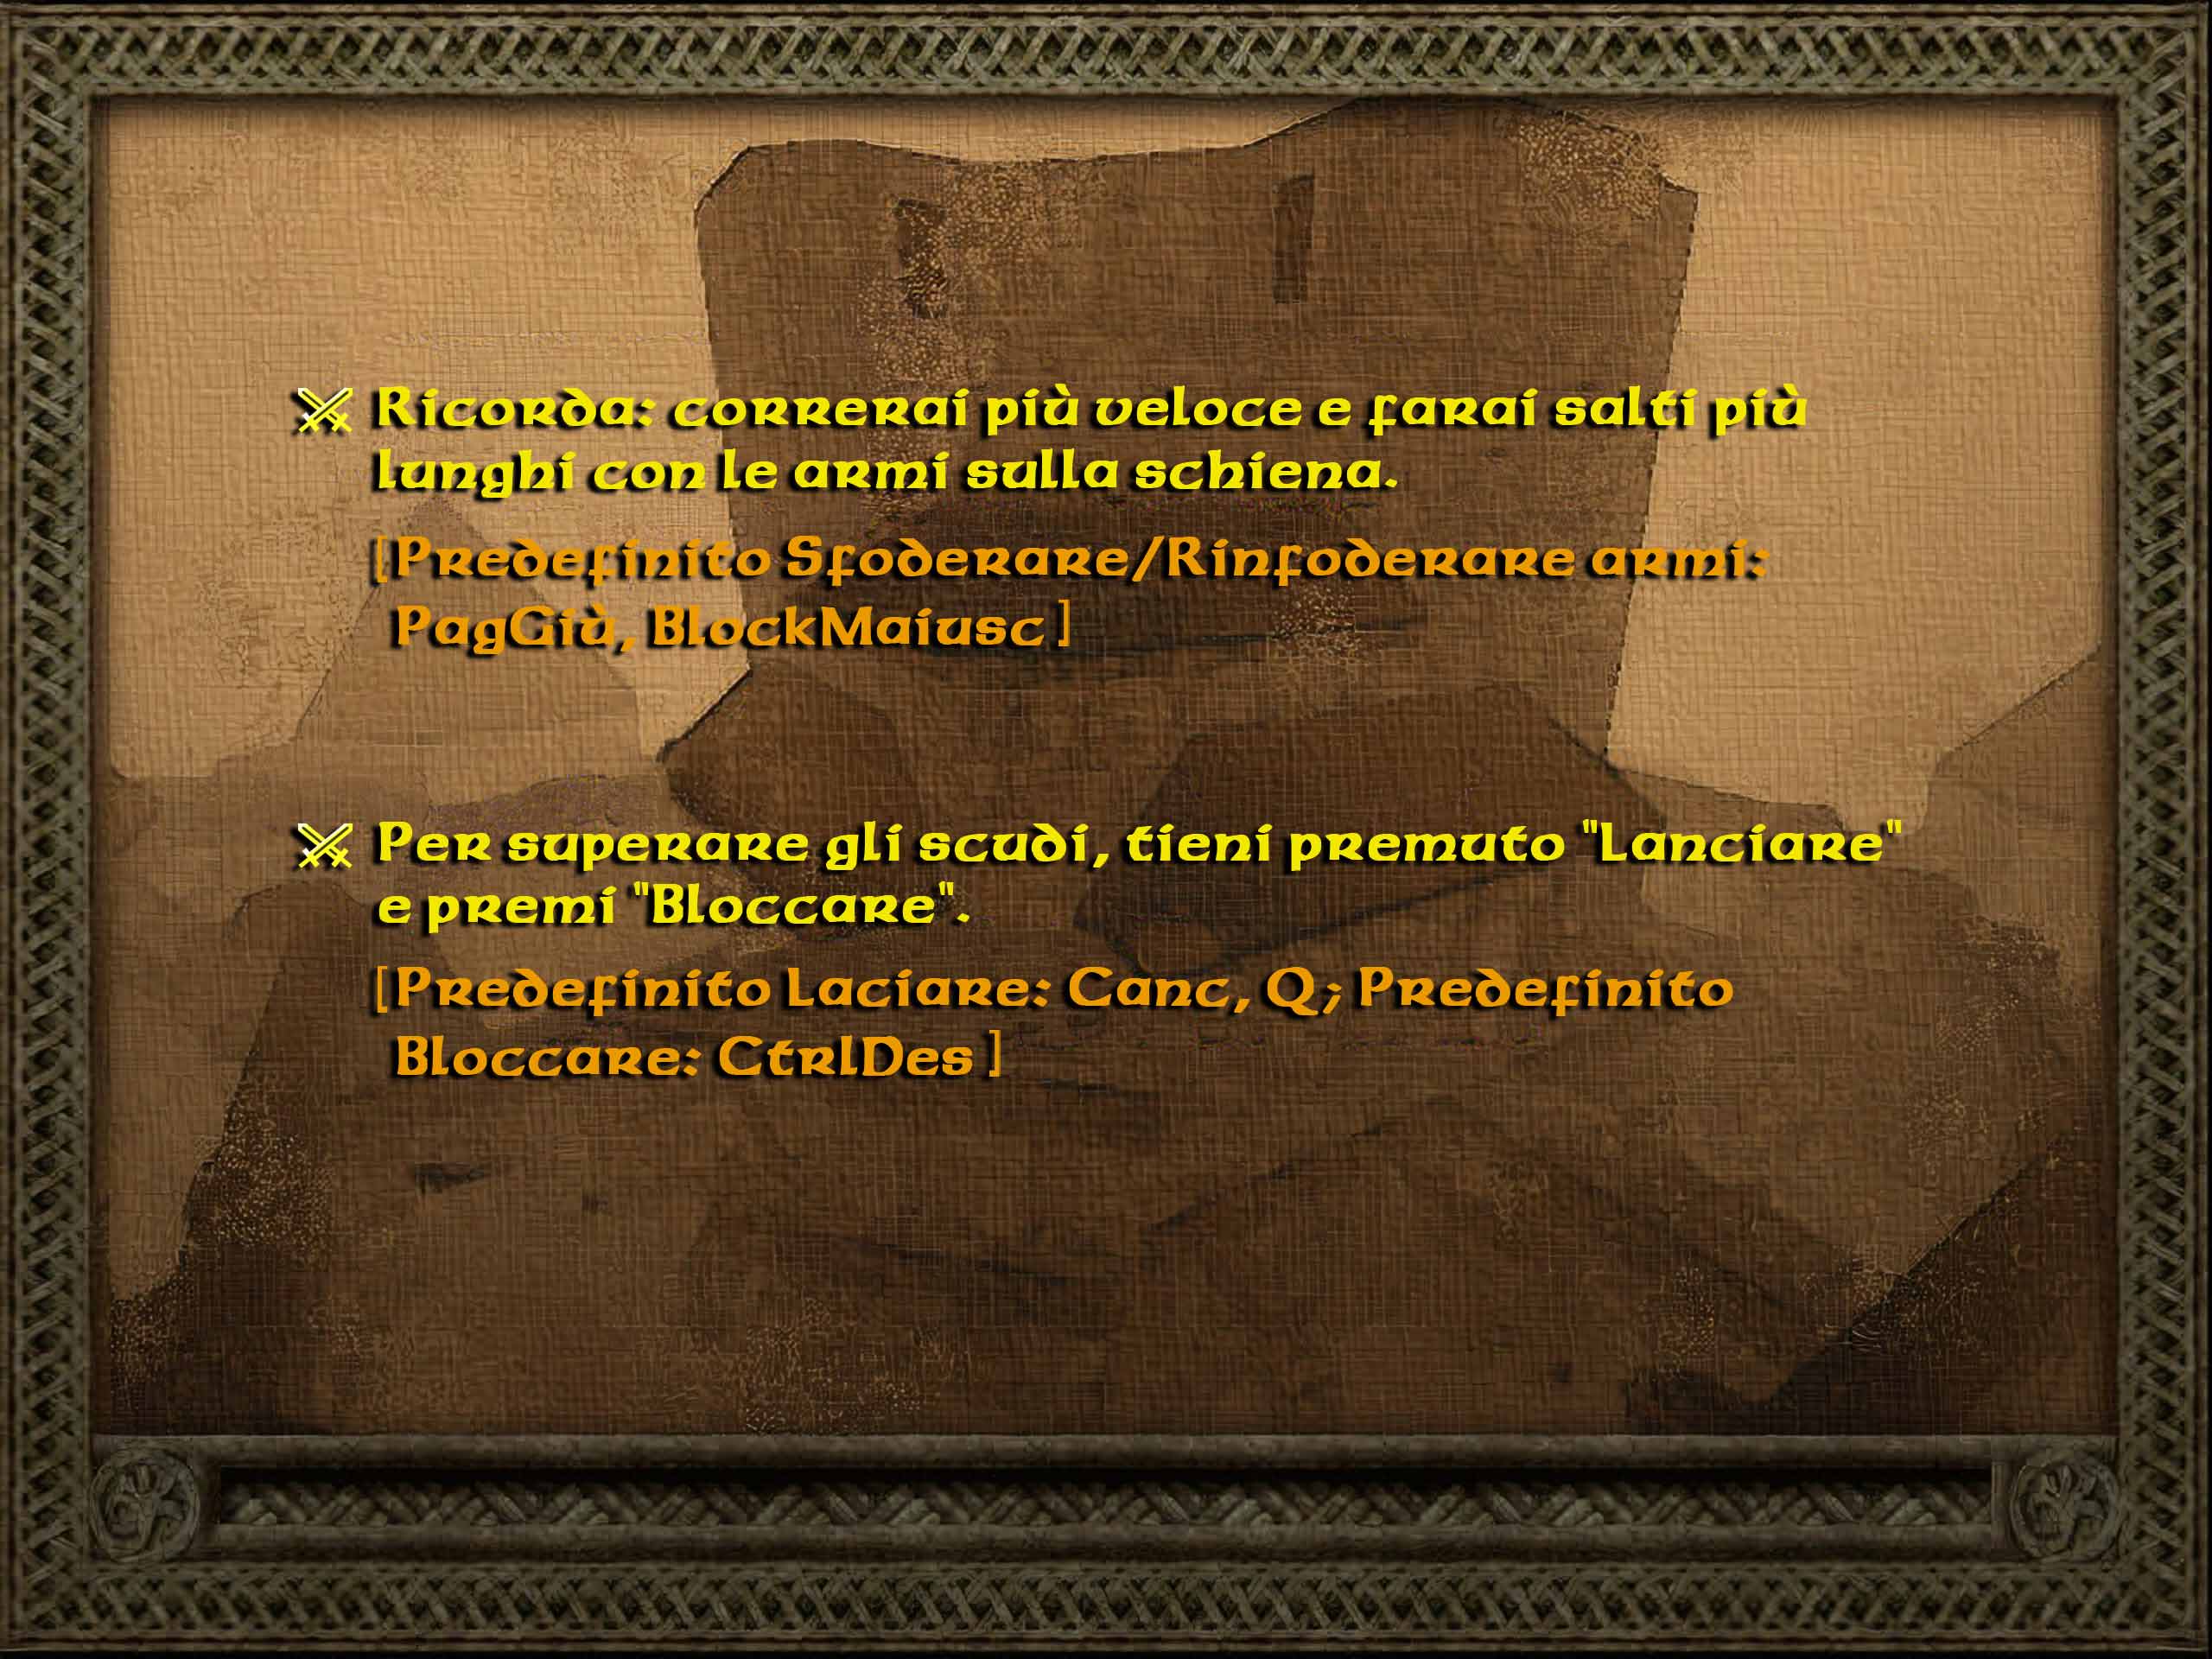 Ricorda: correrai più veloce e farai salti più
lunghi con le armi sulla schiena.
[Predefinito Sfoderare/Rinfoderare armi:
PagGiù, BlockMaiusc]
Per superare gli scudi, tieni premuto "Lanciare"
e premi "Bloccare".
[Predefinito Laciare: Canc, Q; Predefinito
Bloccare: CtrlDes]